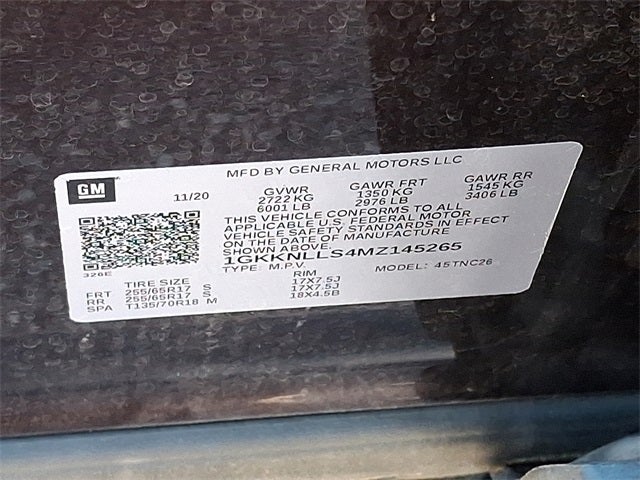 MFD BY GENERAL MOTORS LLC
GM
11/20
GVWR GAWR FRT GAWR RR
2722 KG 1350 KG 1545 KG
6001 LB 2976 LB 3406 LB
THIS VEHICLE CONFORMS TO ALL
APPLICABLE U.S. FEDERAL MOTOR
VEHICLE SAFETY STANDARDS IN EFFECT
ON THE DATE OF MANUFACTURE
SHOWN ABOVE
1GKKNLLS4MZ145265
326E
TYPE: M.P.V. MODEL: 45TNC26
TIRE SIZE RIM
FRT 255/65R17 S 17X7.5J
RR 255/65R17 S 17X7.5J
SPA T135/70R18 M 18X4.5B